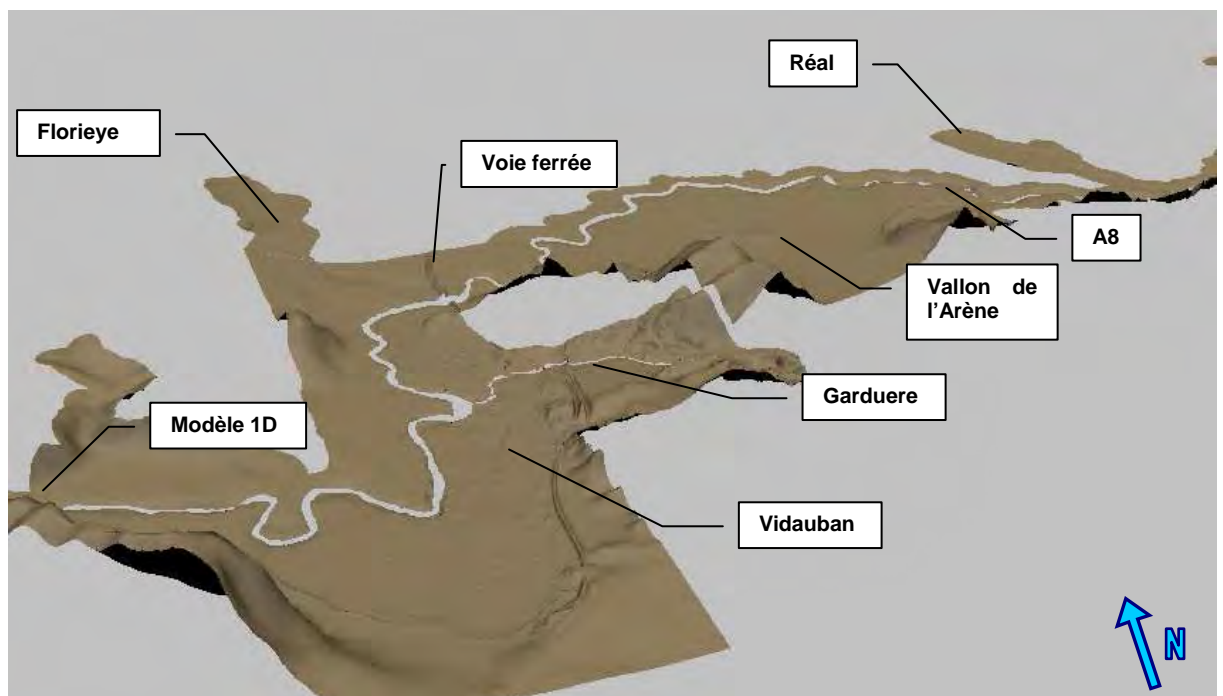 Réal
Florieye
Voie ferrée
A8
Vallon de
l'Arène
Garduere
Modèle 1D
Vidauban
N